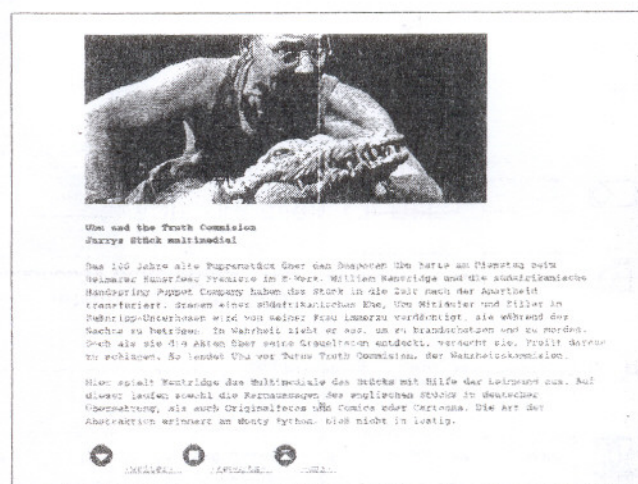 Ubu and the Truth Commision
Jarrys Stück multimedial
Das 100 Jahre alte Puppenstück über den Despoten Ubu hatte am Dienstag beim
Weimarer Kunstfest Premiere im E-Werk. William Kentridge und die südafrikanische
Handspring Puppet Company haben das Stück in die Zeit nach der Apartheid
transferiert. Szenen einer südafrikanischen Ehe, Ubu Mitläufer und Killer in
Feinripp-Unterhosen wird von seiner Frau immerzu verdächtigt, sie während der
Nächte zu betrügen. In Wahrheit zieht er aus, um zu brandschatzen und zu morden.
Doch als sie die Akten über seine Greueltaten entdeckt, versucht sie, Profit daraus
zu schlagen. So landet Ubu vor Tutus Truth Commision, der Wahrheitskommision.
Hier spielt Kentridge das Multimediale des Stücks mit Hilfe der Leinwand aus. Auf
dieser laufen sowohl die Kernaussagen des englischen Stücks in deutscher
Übersetzung, als auch Originalfotos und Comics oder Cartoons. Die Art der
Abstraktion erinnert an Monty Python, bloß nicht in lustig.